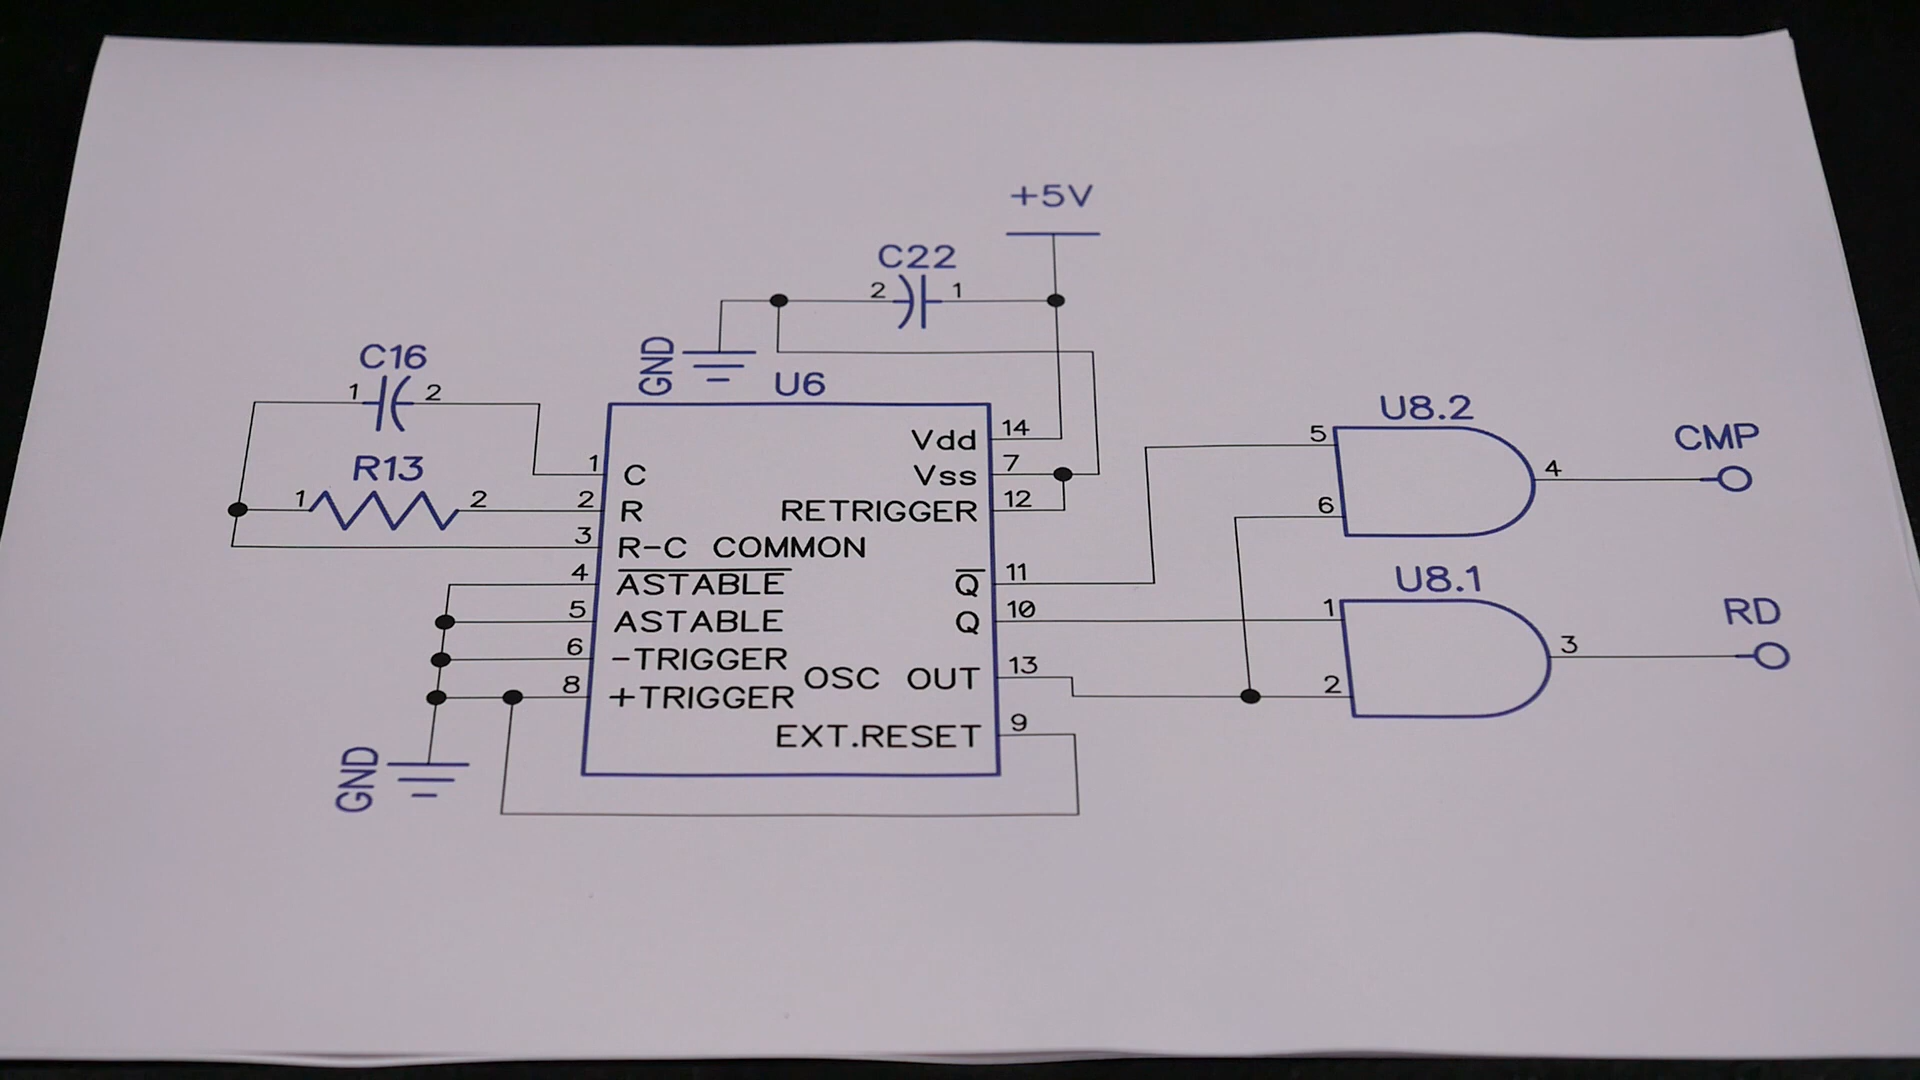 +5V
C22
2 1
GND
C16
1 2
U6
R13
1 2
1 C
2 R
3 R-C COMMON
4 ASTABLE
5 ASTABLE
6 -TRIGGER
8 +TRIGGER
Vdd 14
Vss 7
RETRIGGER 12
Q 11
Q 10
OSC OUT 13
EXT.RESET 9
GND
U8.2
5
6
4
CMP
U8.1
1
2
3
RD